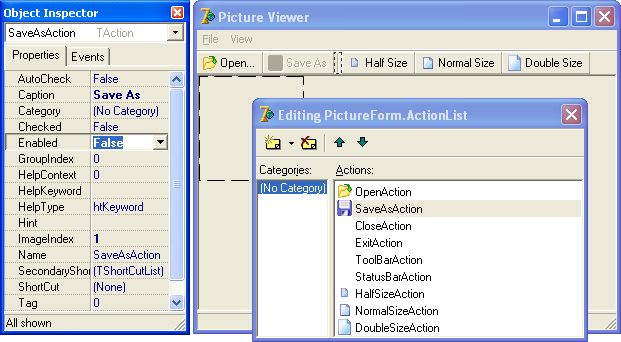 Object Inspector
SaveAsAction TAction
Properties Events
AutoCheck False
Caption Save As
Category (No Category)
Checked False
Enabled False
GroupIndex 0
HelpContext 0
HelpKeyword
HelpType htKeyword
Hint
ImageIndex 1
Name SaveAsAction
SecondaryShor (TShortCutList)
ShortCut (None)
Tag 0
All shown
Picture Viewer
File View
Open... Save As Half Size Normal Size Double Size
Editing PictureForm.ActionList
Categories: Actions:
(No Category)
OpenAction
SaveAsAction
CloseAction
ExitAction
ToolBarAction
StatusBarAction
HalfSizeAction
NormalSizeAction
DoubleSizeAction